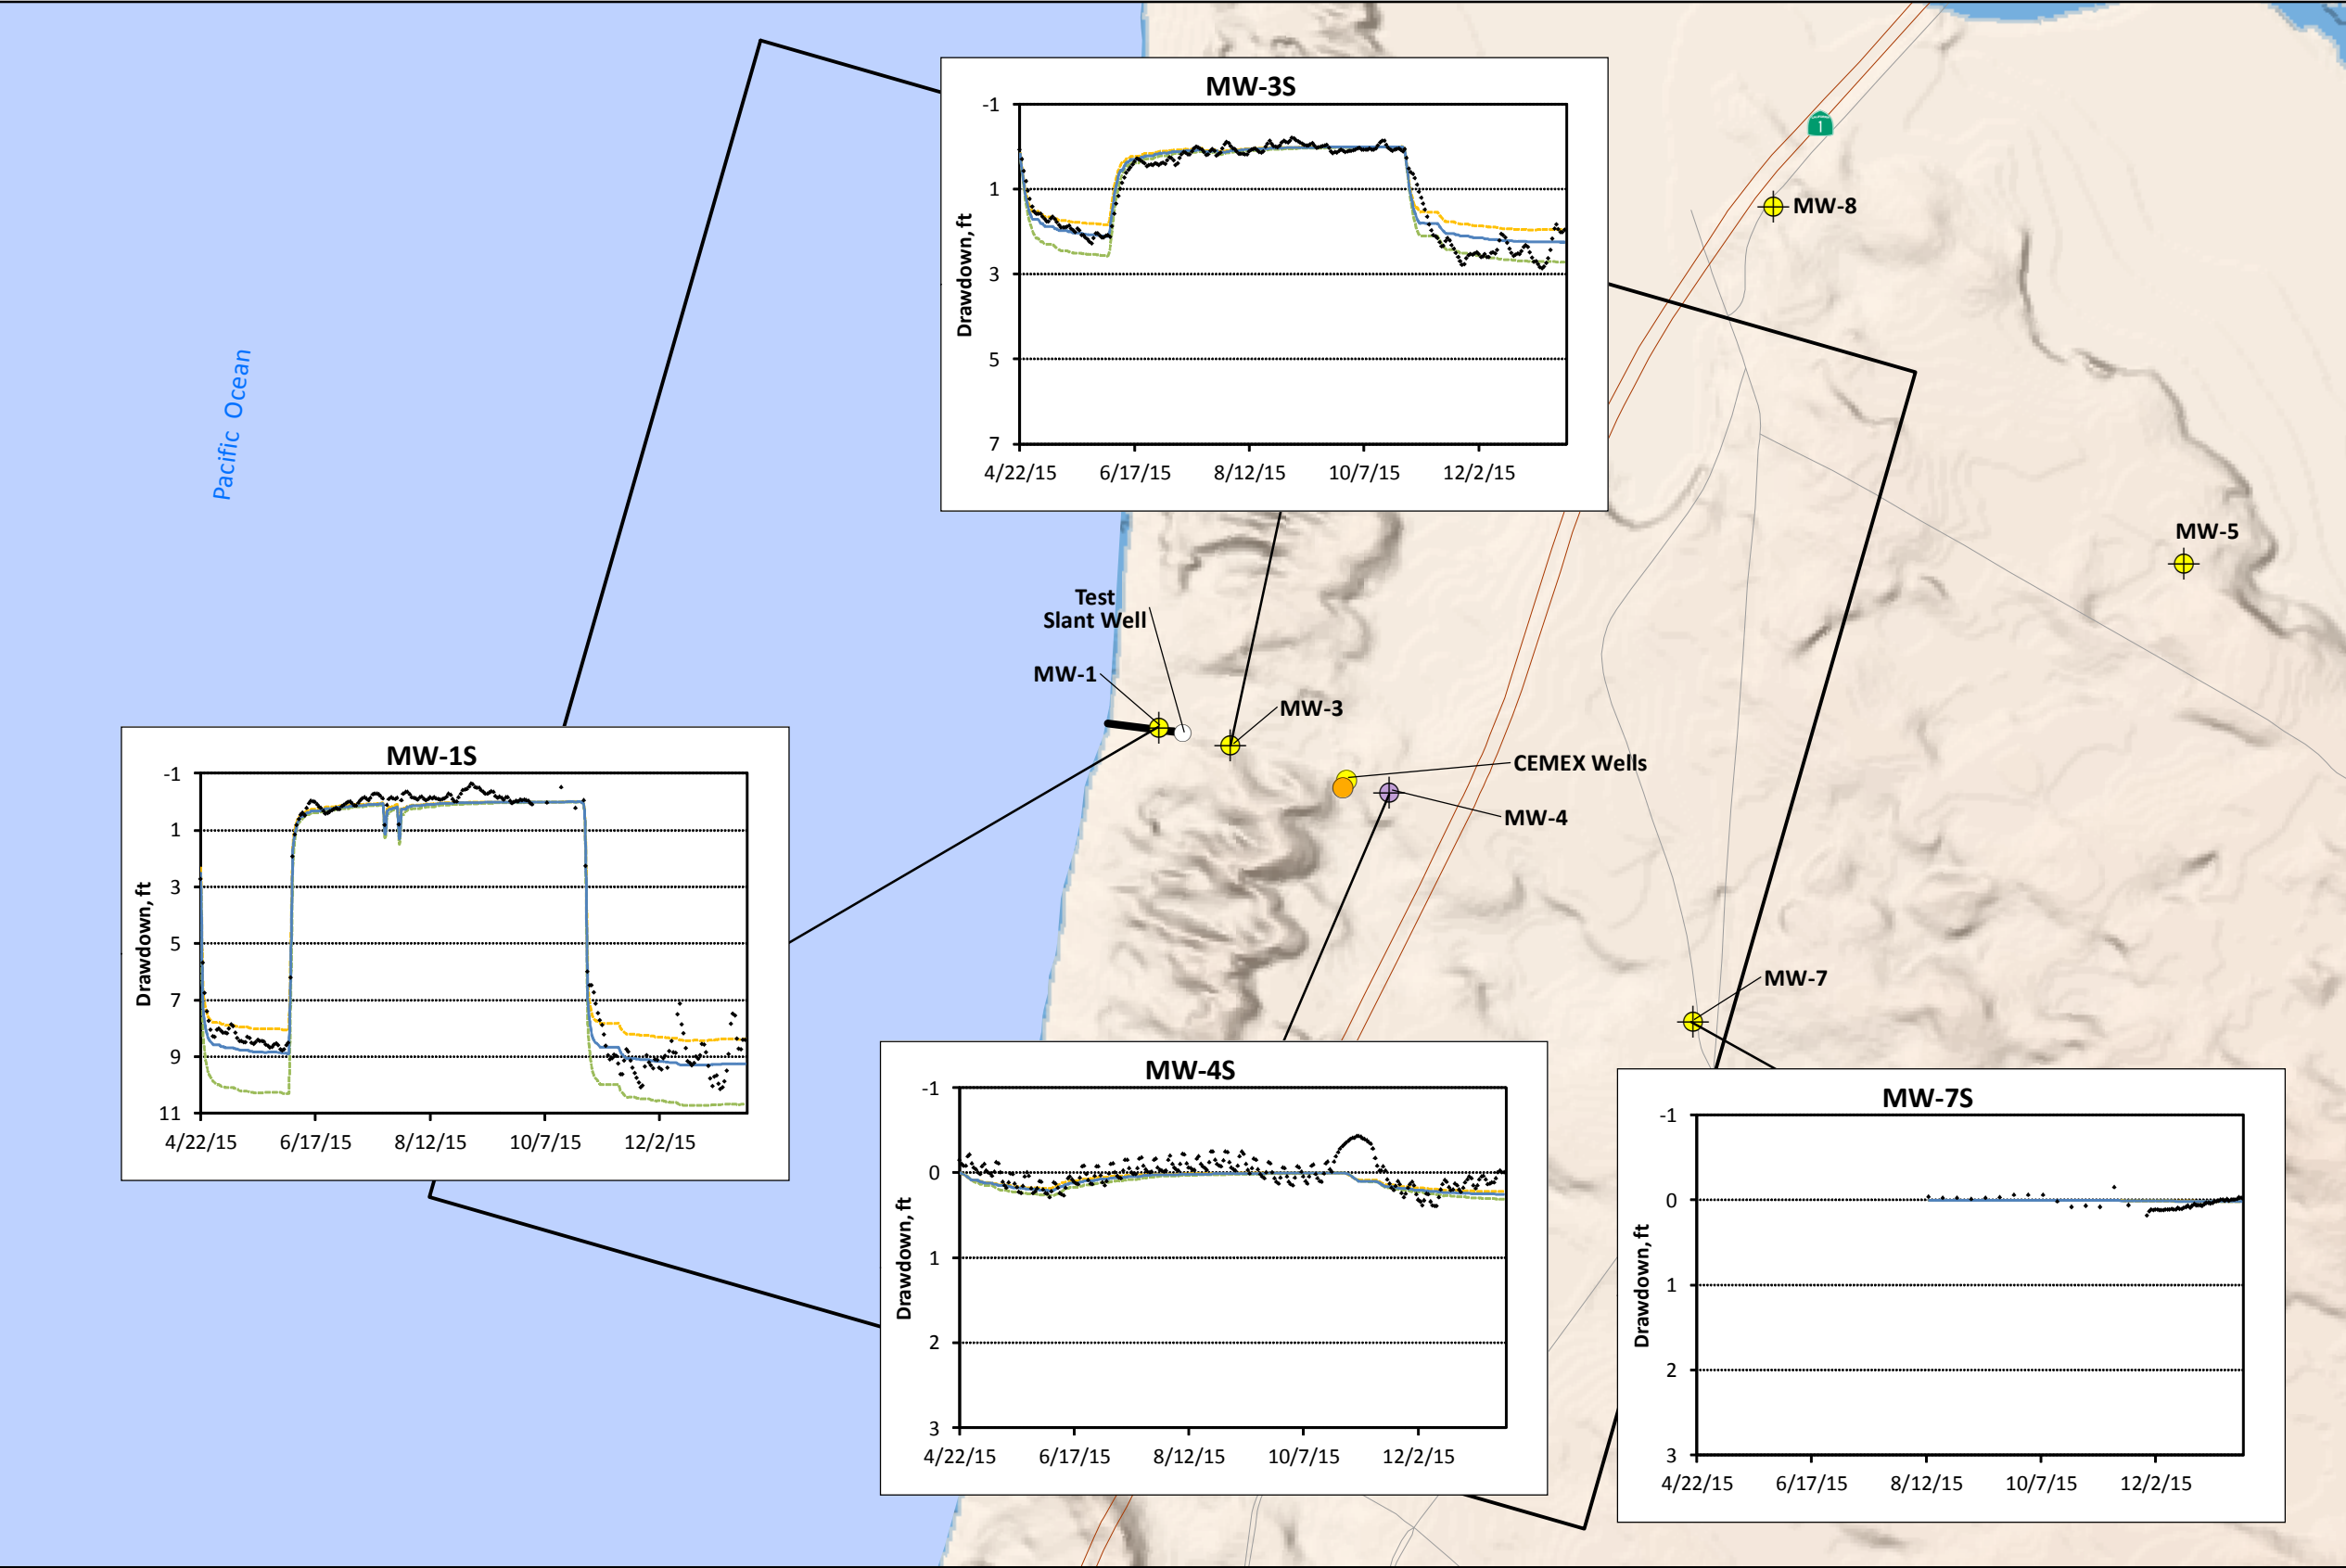 MW-3S
Drawdown, ft
-1
1
3
5
7
4/22/15
6/17/15
8/12/15
10/7/15
12/2/15
1
MW-8
Pacific Ocean
MW-5
Test
Slant Well
MW-1
MW-3
CEMEX Wells
MW-4
MW-7
MW-1S
Drawdown, ft
-1
1
3
5
7
9
11
4/22/15
6/17/15
8/12/15
10/7/15
12/2/15
MW-4S
Drawdown, ft
-1
0
1
2
3
4/22/15
6/17/15
8/12/15
10/7/15
12/2/15
MW-7S
Drawdown, ft
-1
0
1
2
3
4/22/15
6/17/15
8/12/15
10/7/15
12/2/15